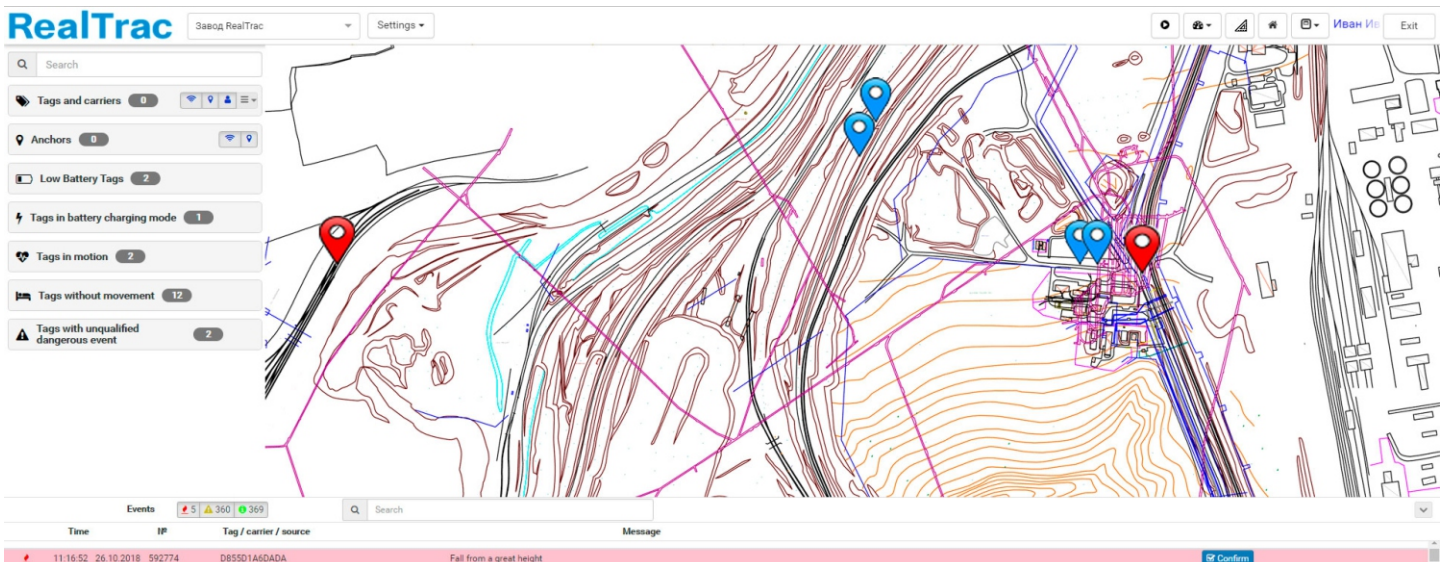 RealTrac
Завод RealTrac
Settings
Иван Ив
Exit
Search
Tags and carriers 0
Anchors 0
Low Battery Tags 2
Tags in battery charging mode 1
Tags in motion 2
Tags without movement 12
Tags with unqualified
dangerous event 2
Events 5 360 369 Search
Time № Tag / carrier / source Message
11:16:52 26.10.2018 592774 D855D1A6DADA Fall from a great height Confirm